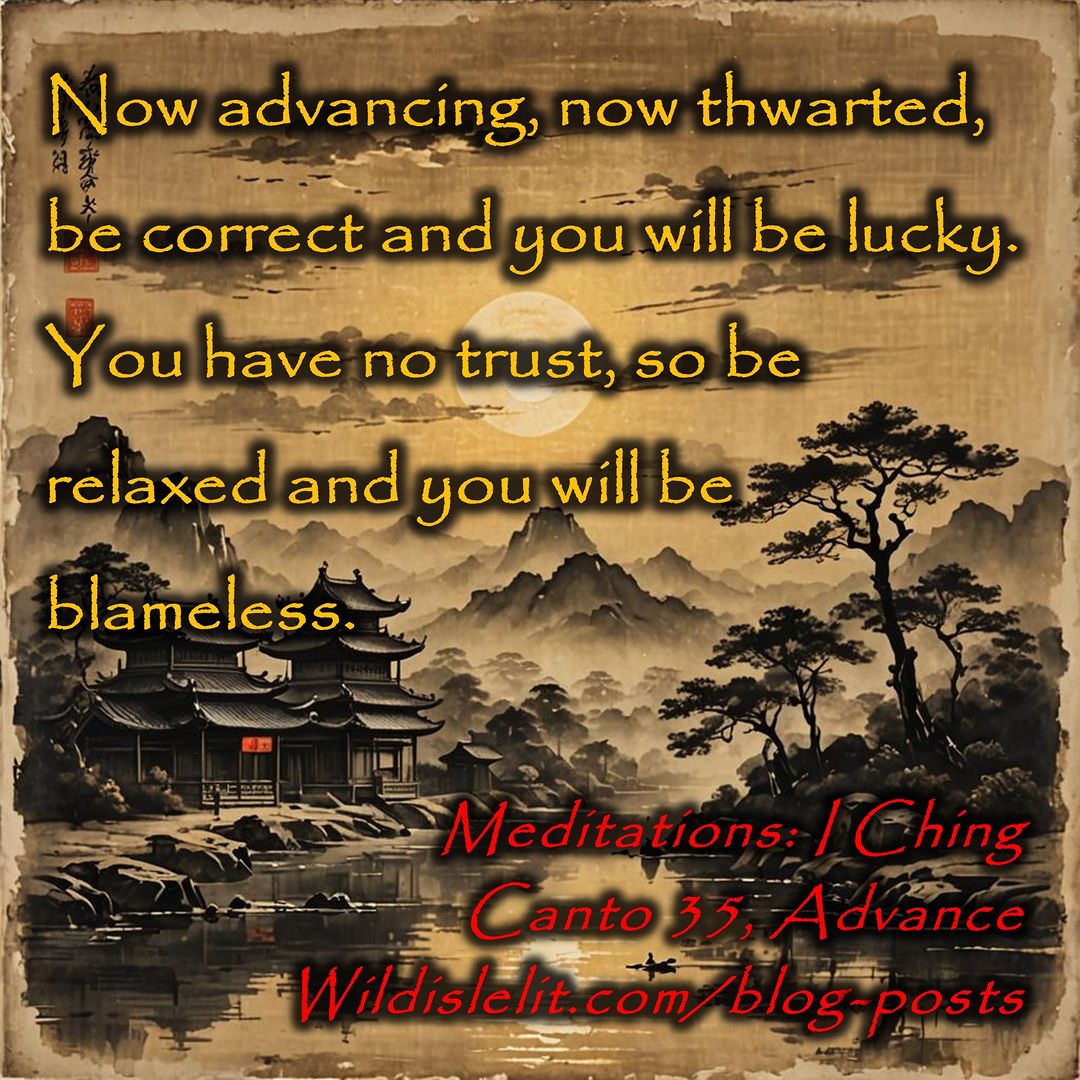 Now advancing, now thwarted,
be correct and you will be lucky.
You have no trust, so be
relaxed and you will be
blameless.
Meditations: I Ching
Canto 35, Advance
Wildislelit.com/blog-posts